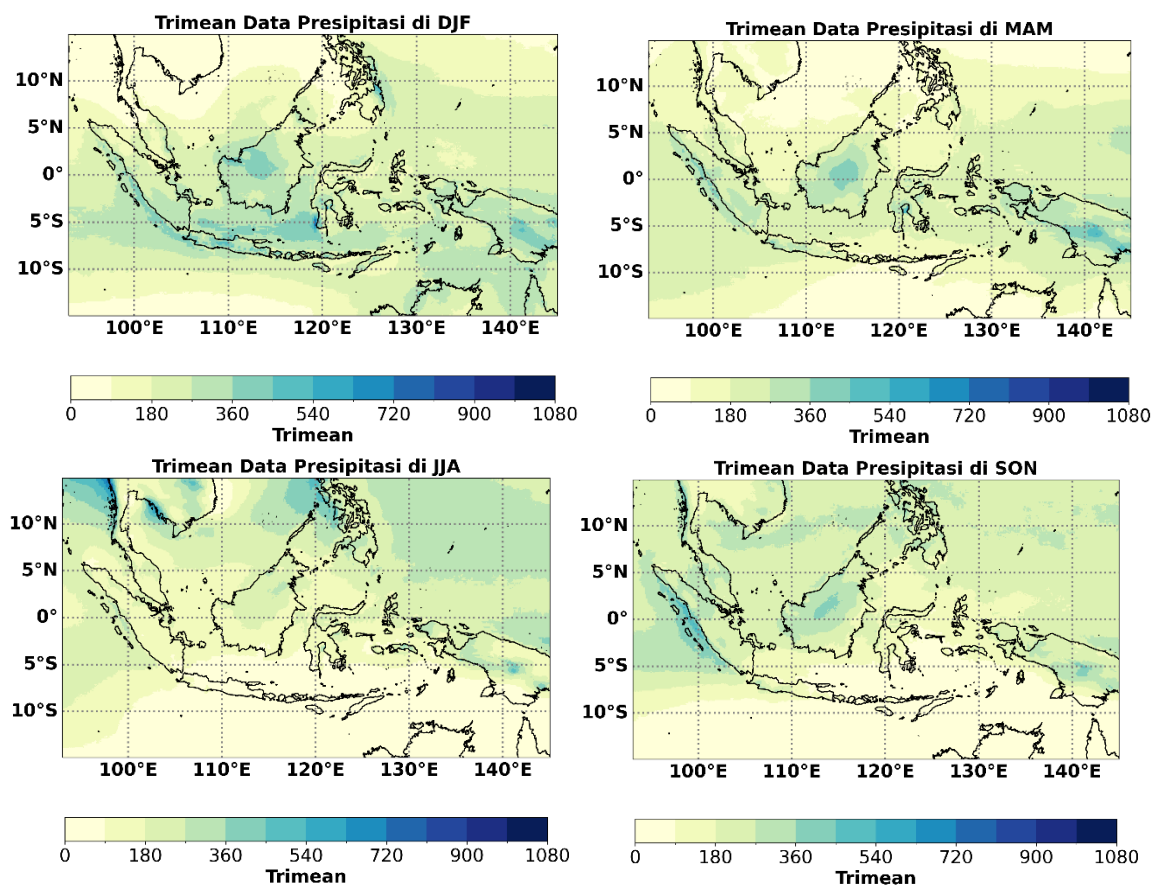 Trimean Data Presipitasi di DJF
10°N
5°N
0°
5°S
10°S
100°E 110°E 120°E 130°E 140°E
0 180 360 540 720 900 1080
Trimean
Trimean Data Presipitasi di MAM
10°N
5°N
0°
5°S
10°S
100°E 110°E 120°E 130°E 140°E
0 180 360 540 720 900 1080
Trimean
Trimean Data Presipitasi di JJA
10°N
5°N
0°
5°S
10°S
100°E 110°E 120°E 130°E 140°E
0 180 360 540 720 900 1080
Trimean
Trimean Data Presipitasi di SON
10°N
5°N
0°
5°S
10°S
100°E 110°E 120°E 130°E 140°E
0 180 360 540 720 900 1080
Trimean